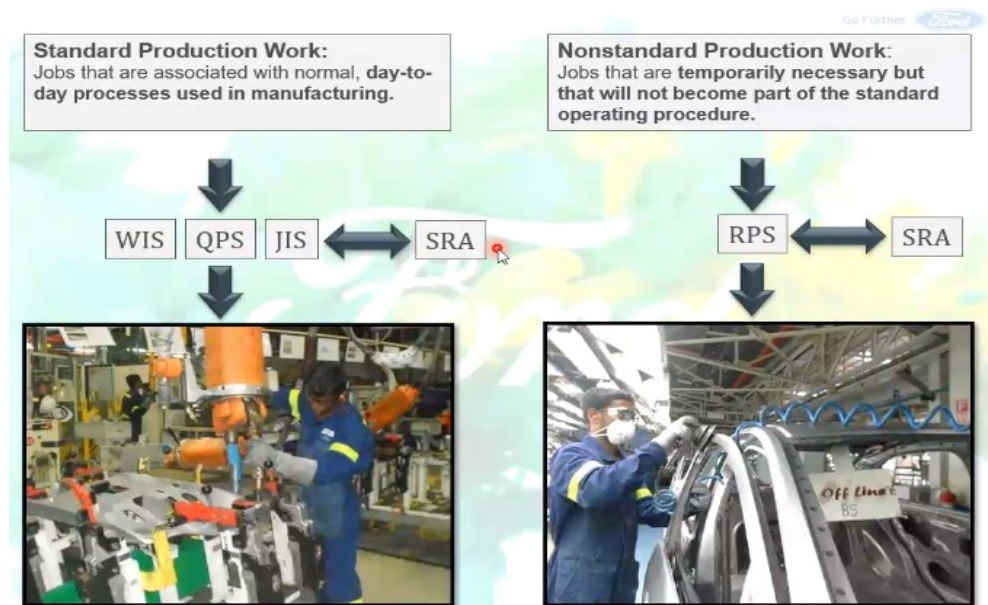 Go Further Ford
Standard Production Work:
Jobs that are associated with normal, day-to-
day processes used in manufacturing.
Nonstandard Production Work:
Jobs that are temporarily necessary but
that will not become part of the standard
operating procedure.
WIS QPS JIS SRA
RPS SRA
OFF Line
B5